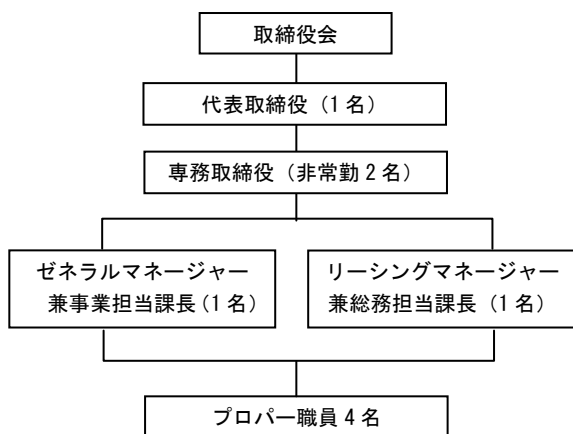 取締役会
代表取締役（1名）
専務取締役（非常勤2名）
ゼネラルマネージャー
兼事業担当課長（1名）
リーシングマネージャー
兼総務担当課長（1名）
プロパー職員4名